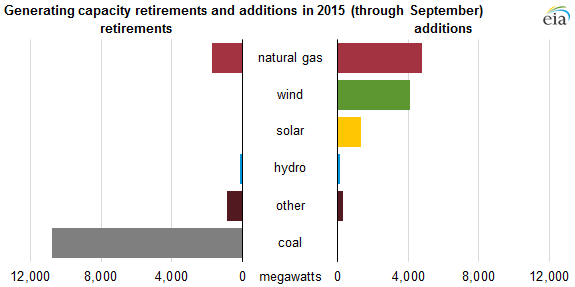 Generating capacity retirements and additions in 2015 (through September)
eia
retirements
additions
natural gas
wind
solar
hydro
other
coal
12,000 8,000 4,000 0 megawatts 0 4,000 8,000 12,000